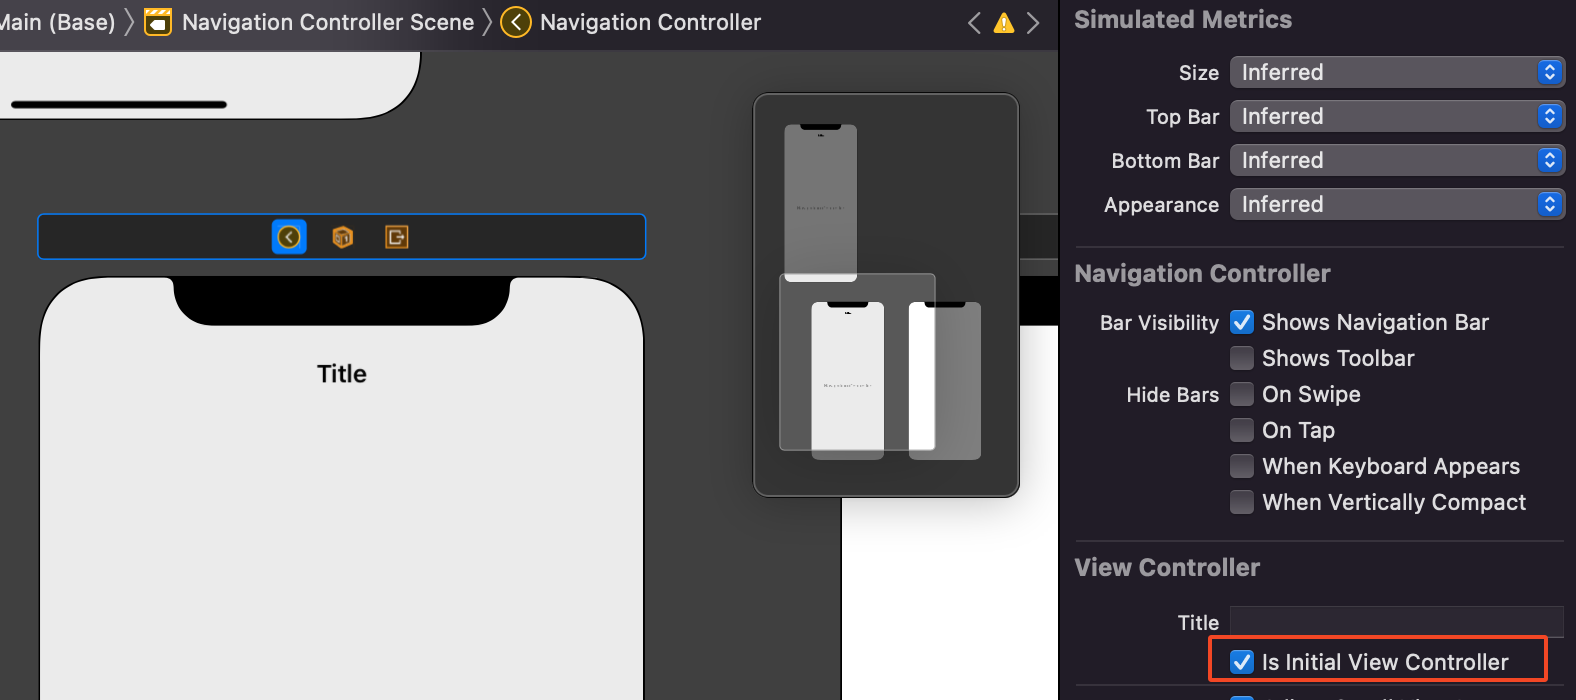 Main (Base) Navigation Controller Scene Navigation Controller
Title
Simulated Metrics
Size Inferred
Top Bar Inferred
Bottom Bar Inferred
Appearance Inferred
Navigation Controller
Bar Visibility Shows Navigation Bar
Shows Toolbar
Hide Bars On Swipe
On Tap
When Keyboard Appears
When Vertically Compact
View Controller
Title
Is Initial View Controller